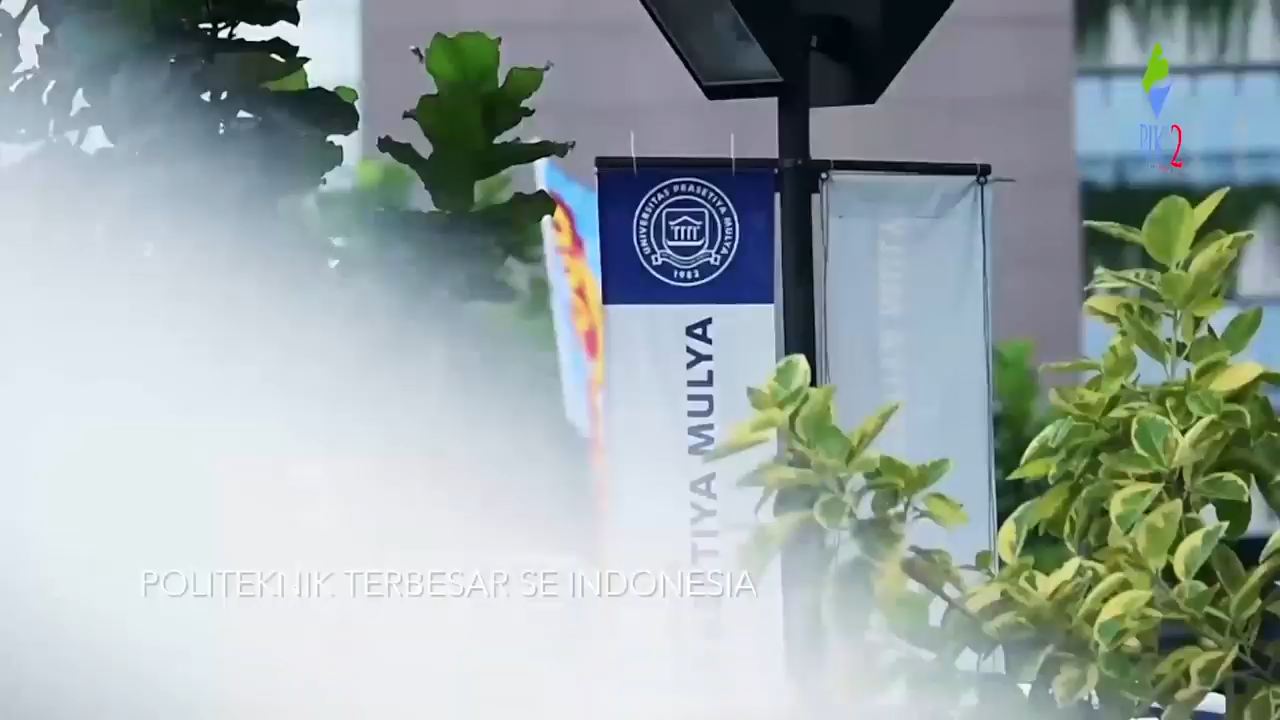 PIK 2
UNIVERSITAS PRASETIYA MULYA
1982
TIYA MULYA
POLITEKNIK TERBESAR SE INDONESIA